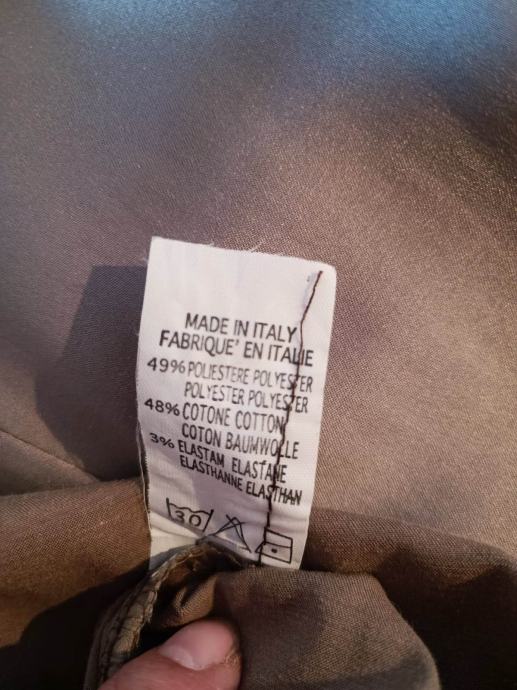 MADE IN ITALY
FABRIQUE' EN ITALIE
49% POLIESTERE POLYESTER
POLYESTER POLYESTER
48% COTONE COTTON
COTON BAUMWOLLE
3% ELASTAM ELASTANE
ELASTHANNE ELASTHAN
30